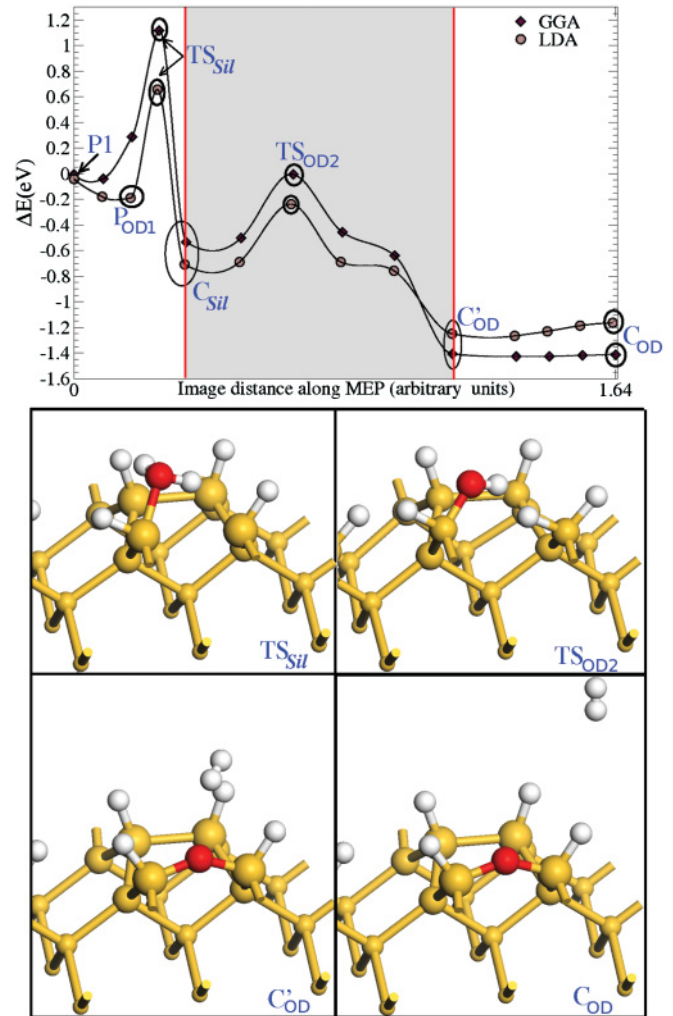 1.2
1
0.8
0.6
0.4
0.2
0
-0.2
-0.4
-0.6
-0.8
-1
-1.2
-1.4
-1.6
ΔE(eV)
GGA
LDA
TS_Sil
P1
P_OD1
TS_OD2
C_Sil
C'_OD
C_OD
0
Image distance along MEP (arbitrary units)
1.64
TS_Sil
TS_OD2
C'_OD
C_OD